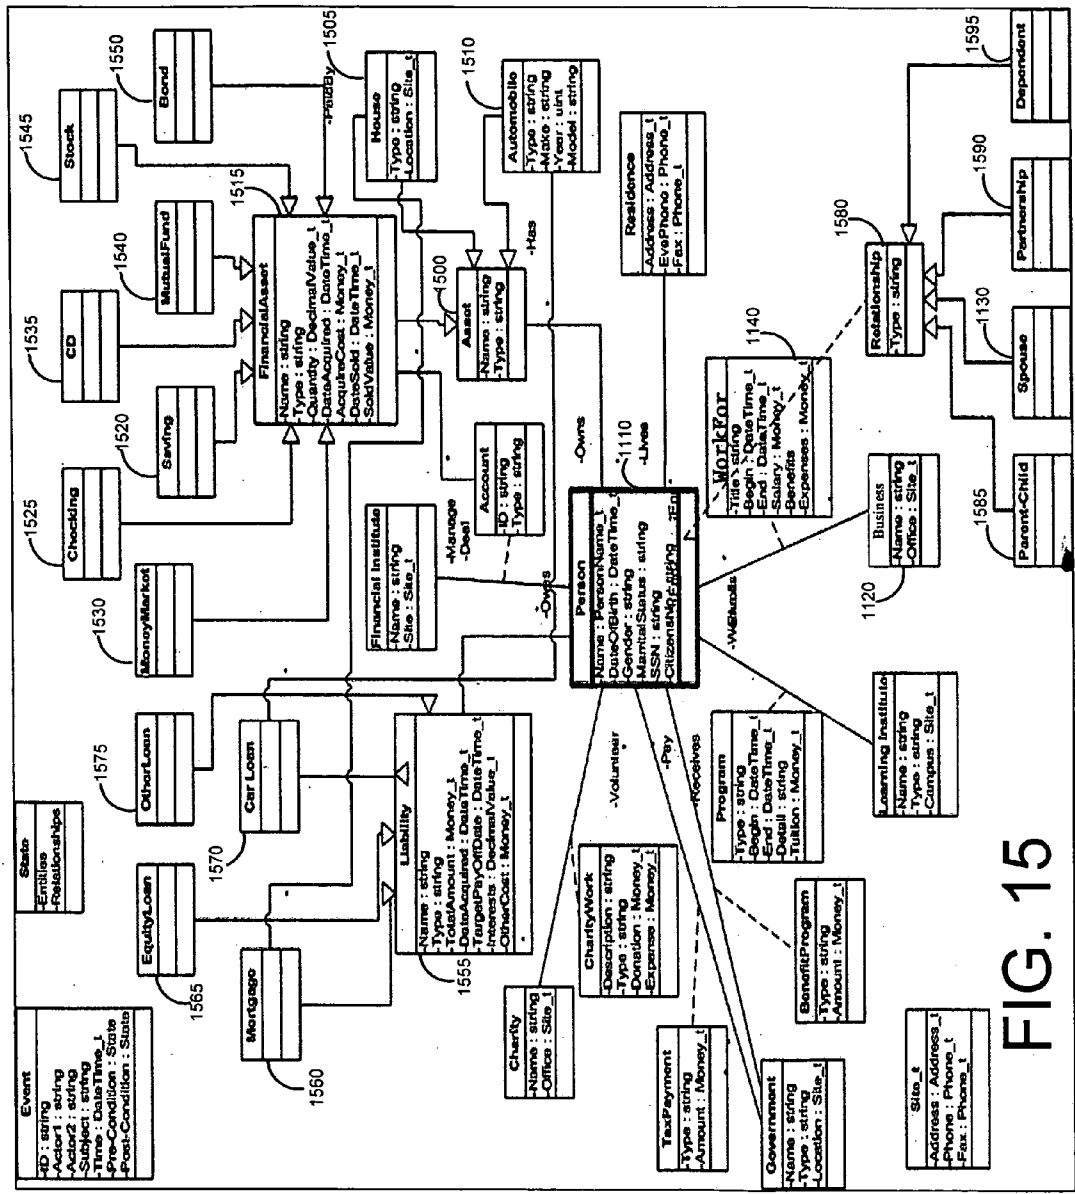 Event
-ID : string
-Actor1 : string
-Actor2 : string
-Subject : string
-Time : DateTime_t
-Pre-Condition : State
-Post-Condition : State
State
-Entities
-Relationships
EquityLoan
1565
OtherLoan
1575
MoneyMarket
1530
Checking
1525
Saving
1520
CD
1535
MutualFund
1540
Stock
1545
Bond
1550
Mortgage
1560
Car Loan
1570
FinancialAsset
1515
-Name : string
-Type : string
-Quantity : DecimalValue_t
-DateAcquired : DateTime_t
-AcquireCost : Money_t
-DateSold : DateTime_t
-SoldValue : Money_t
-PaidBy
House
1505
-Type : string
-Location : Site_t
Liability
1555
-Name : string
-Type : string
-TotalAmount : Money_t
-DateAcquired : DateTime_t
-TargetPayOffDate : DateTime_t
-Interests : DecimalValue_t
-OtherCost : Money_t
Financial Institute
-Name : string
-Site : Site_t
-Manage
-Deal
Account
-ID : string
-Type : string
Asset
1500
-Name : string
-Type : string
Automobile
1510
-Type : string
-Make : string
-Year : uint
-Model : string
-Has
Charity
-Name : string
-Office : Site_t
CharityWork
-Description : string
-Type : string
-Donation : Money_t
-Expense : Money_t
-Volunteer
-Owes
-Owns
Person
1110
-Name : PersonName_t
-DateOfBirth : DateTime_t
-Gender : string
-MaritalStatus : string
-SSN : string
-Citizenship : string
-Lives
Residence
-Address : Address_t
-EvePhone : Phone_t
-Fax : Phone_t
TaxPayment
-Type : string
-Amount : Money_t
-Pay
-Receives
Program
-Type : string
-Begin : DateTime_t
-End : DateTime_t
-Detail : string
-Tuition : Money_t
WorkFor
1140
-Title : string
-Begin : DateTime_t
-End : DateTime_t
-Salary : Money_t
-Benefits
-Expenses : Money_t
Government
-Name : string
-Type : string
-Location : Site_t
BenefitProgram
-Type : string
-Amount : Money_t
Learning Institute
-Name : string
-Type : string
-Campus : Site_t
Business
1120
-Name : string
-Office : Site_t
Relationship
1580
-Type : string
Site_t
-Address : Address_t
-Phone : Phone_t
-Fax : Phone_t
Parent-Child
1585
Spouse
1130
Partnership
1590
Dependent
1595
FIG. 15